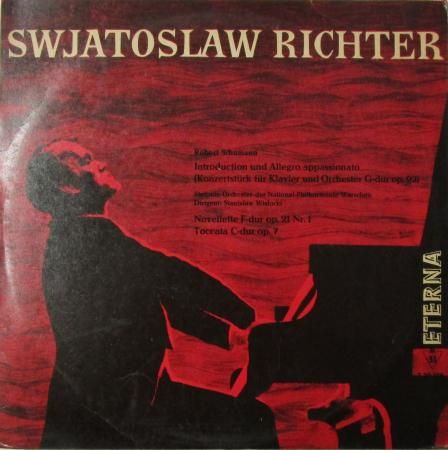 SWJATOSLAW RICHTER
Robert Schumann
Introduction und Allegro appassionato
(Konzertstück für Klavier und Orchester G-dur op. 92)
Sinfonie-Orchester der National-Philharmonie Warschau
Dirigent: Stanislaw Wislocki
Novellette F-dur op. 21 Nr. 1
Toccata C-dur op. 7
ETERNA